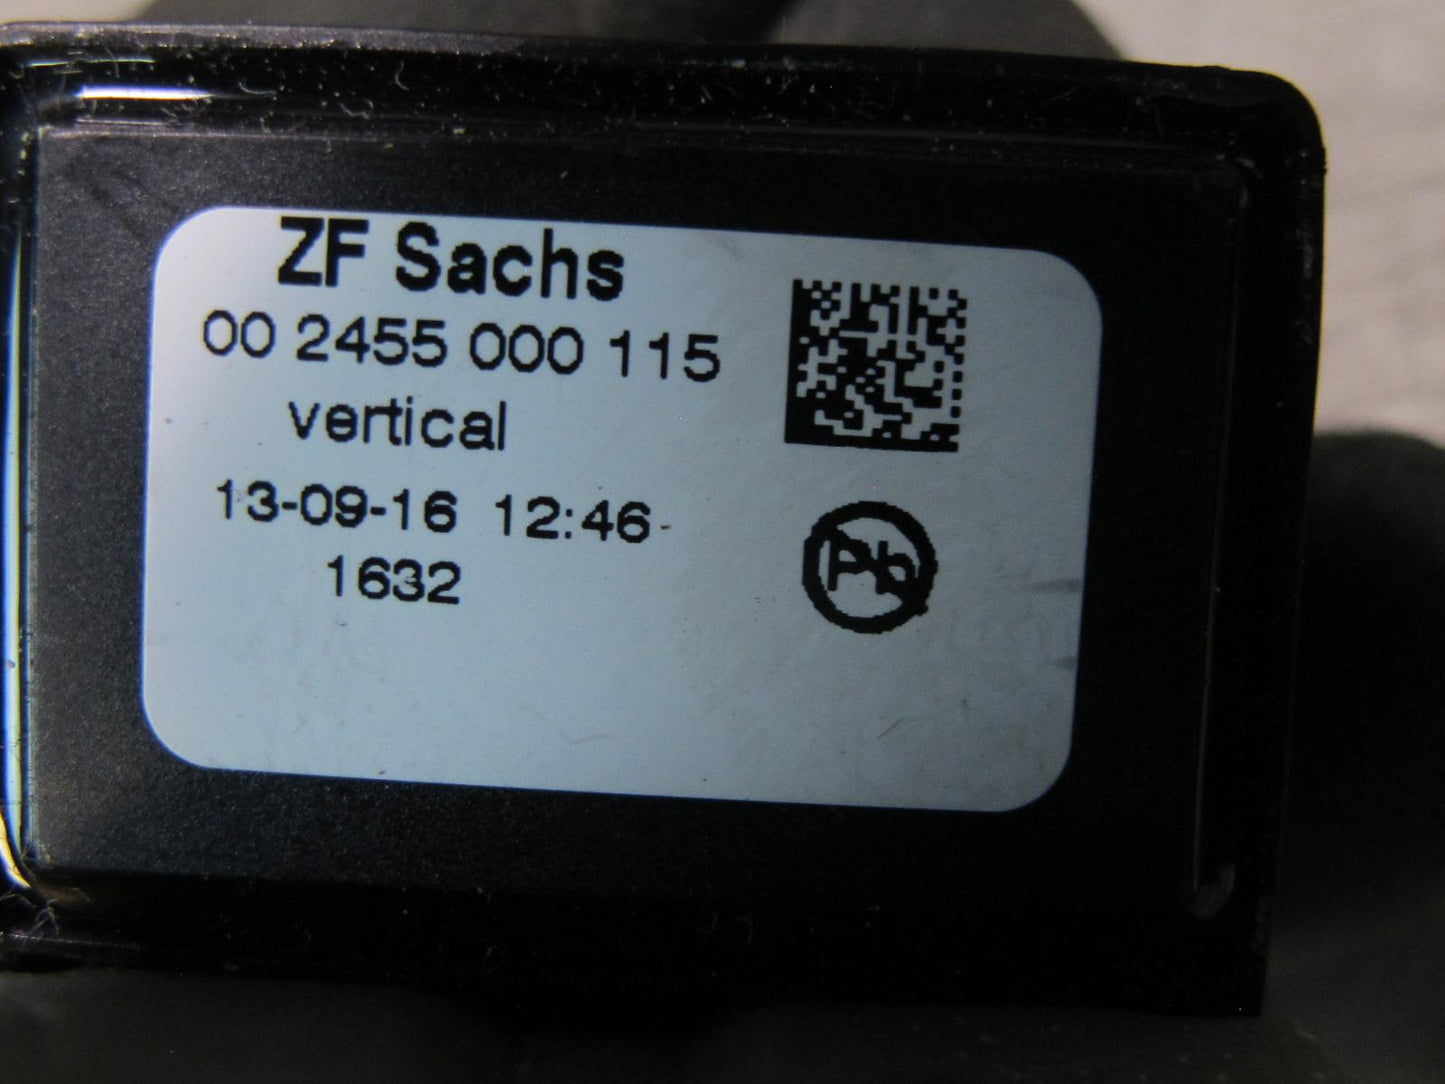 ZF Sachs
00 2455 000 115
vertical
13-09-16 12:46
1632
Pb